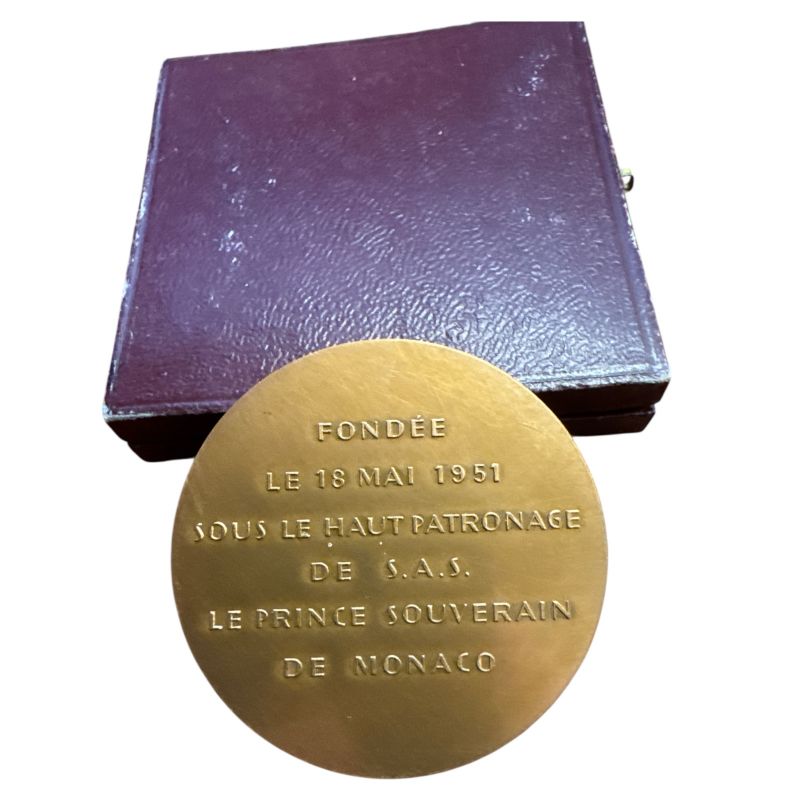 FONDÉE
LE 18 MAI 1951
SOUS LE HAUT PATRONAGE
DE S.A.S.
LE PRINCE SOUVERAIN
DE MONACO